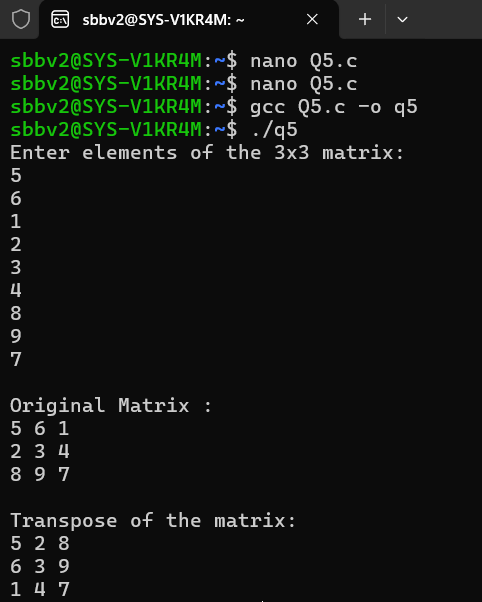 sbbv2@SYS-V1KR4M: ~
sbbv2@SYS-V1KR4M:~$ nano Q5.c
sbbv2@SYS-V1KR4M:~$ nano Q5.c
sbbv2@SYS-V1KR4M:~$ gcc Q5.c -o q5
sbbv2@SYS-V1KR4M:~$ ./q5
Enter elements of the 3x3 matrix:
5
6
1
2
3
4
8
9
7
Original Matrix :
5 6 1
2 3 4
8 9 7
Transpose of the matrix:
5 2 8
6 3 9
1 4 7